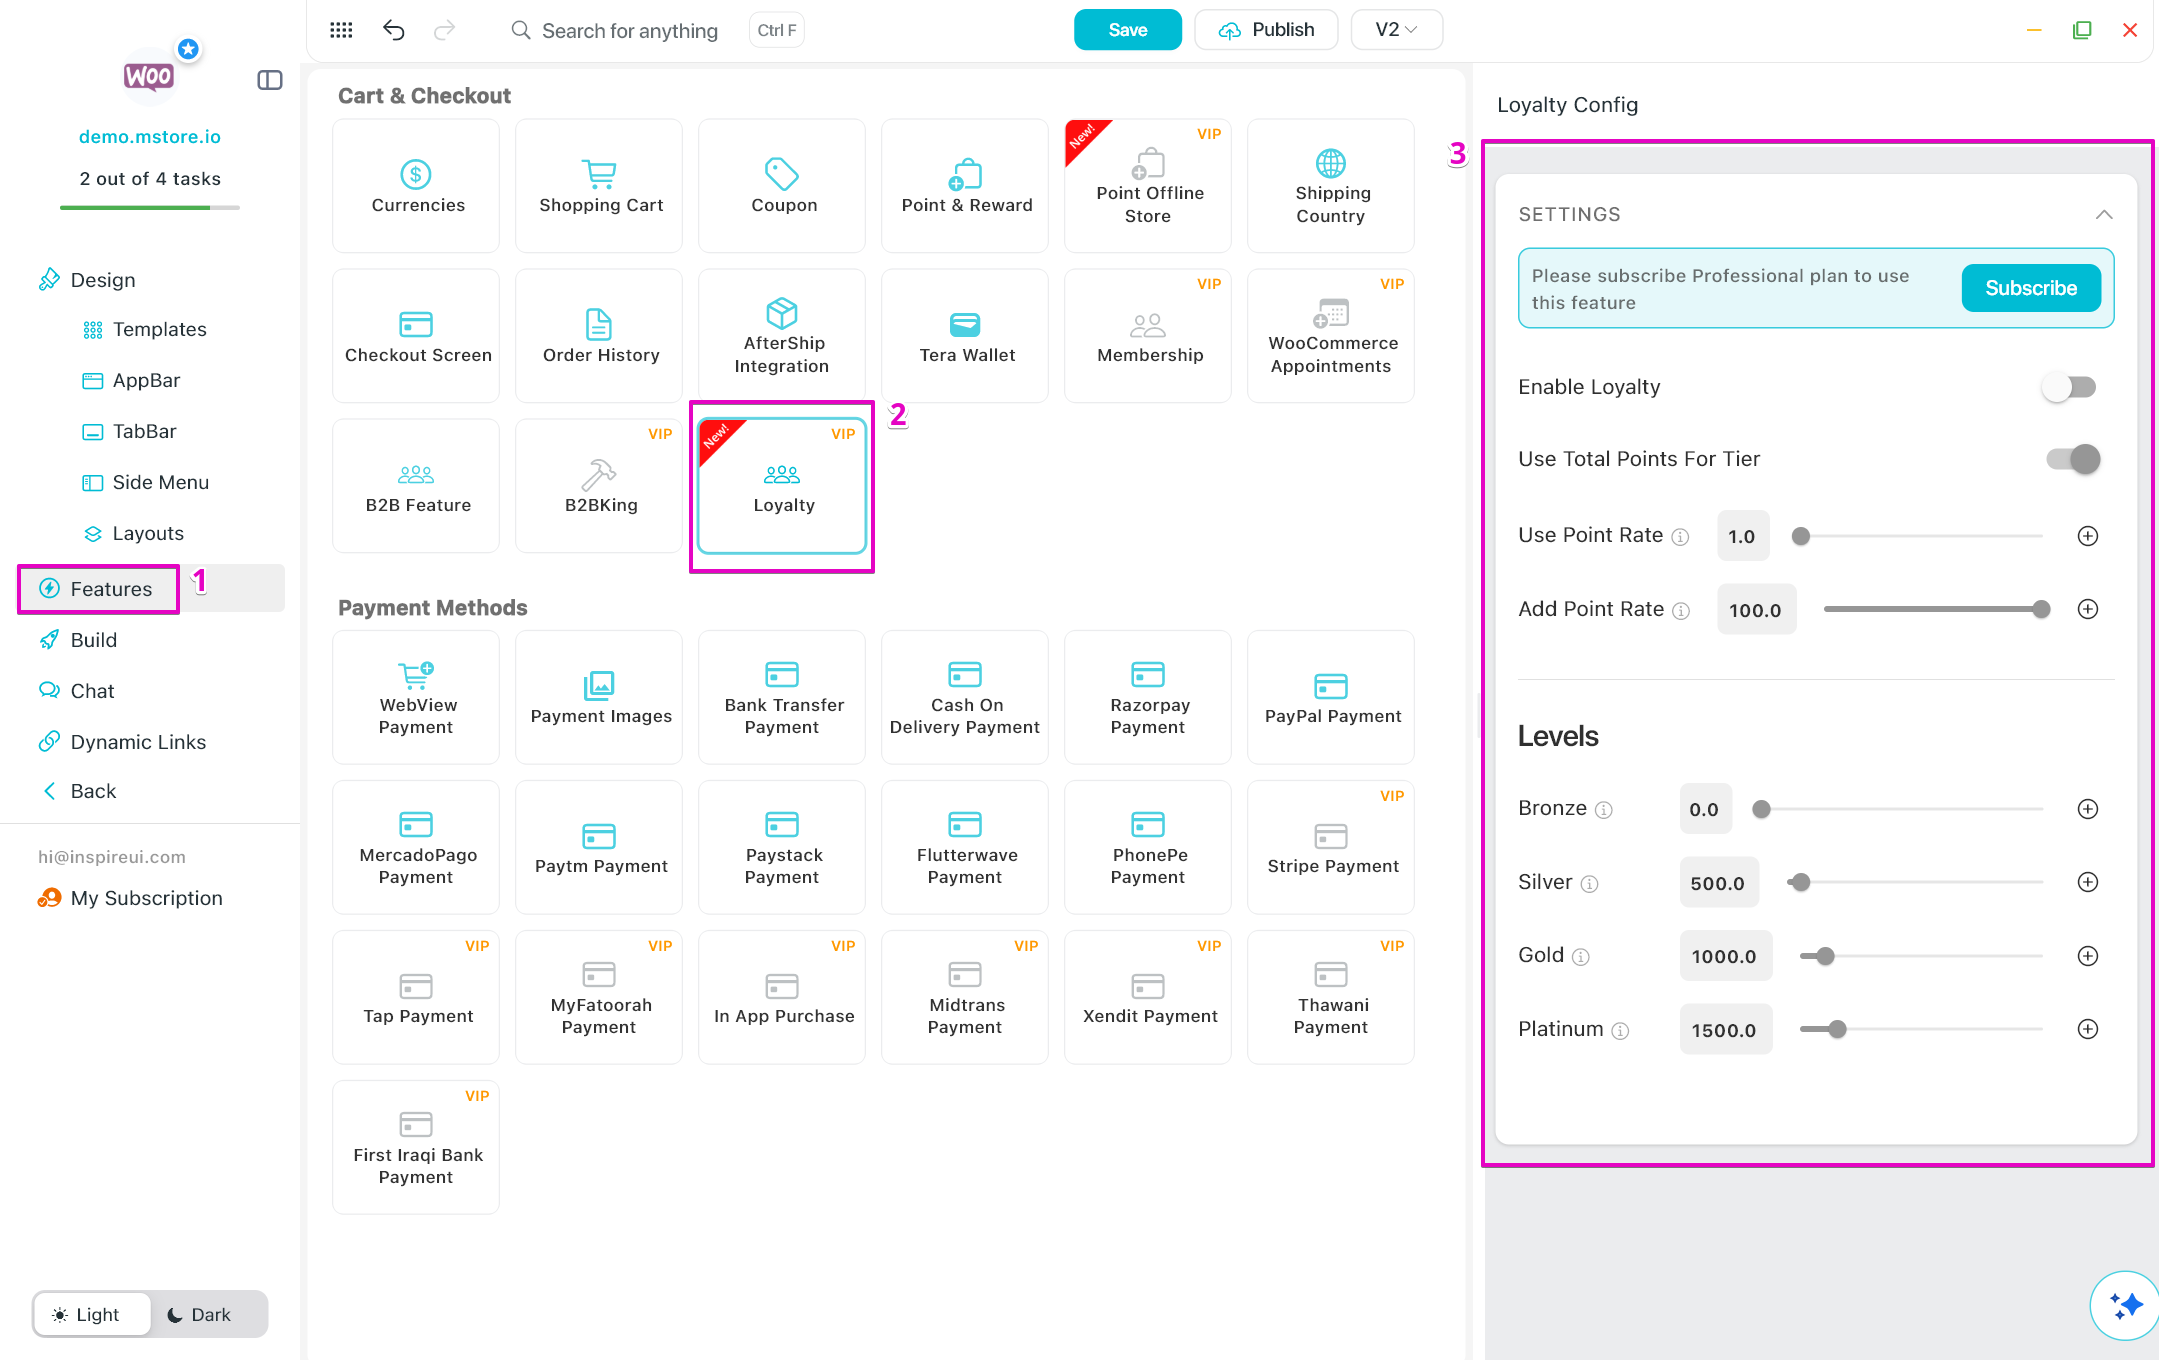 Search for anything
Ctrl F
Save
Publish
V2
WOO
demo.mstore.io
2 out of 4 tasks
Design
Templates
AppBar
TabBar
Side Menu
Layouts
Features
1
Build
Chat
Dynamic Links
Back
hi@inspireui.com
My Subscription
Light
Dark
Cart & Checkout
Currencies
Shopping Cart
Coupon
Point & Reward
New!
VIP
Point Offline
Store
Shipping
Country
Checkout Screen
Order History
AfterShip
Integration
Tera Wallet
VIP
Membership
VIP
WooCommerce
Appointments
B2B Feature
VIP
B2BKing
New!
VIP
Loyalty
2
Payment Methods
WebView
Payment
Payment Images
Bank Transfer
Payment
Cash On
Delivery Payment
Razorpay
Payment
PayPal Payment
MercadoPago
Payment
Paytm Payment
Paystack
Payment
Flutterwave
Payment
PhonePe
Payment
VIP
Stripe Payment
VIP
Tap Payment
VIP
MyFatoorah
Payment
VIP
In App Purchase
VIP
Midtrans
Payment
VIP
Xendit Payment
VIP
Thawani
Payment
VIP
First Iraqi Bank
Payment
Loyalty Config
3
SETTINGS
Please subscribe Professional plan to use
this feature
Subscribe
Enable Loyalty
Use Total Points For Tier
Use Point Rate
1.0
Add Point Rate
100.0
Levels
Bronze
0.0
Silver
500.0
Gold
1000.0
Platinum
1500.0